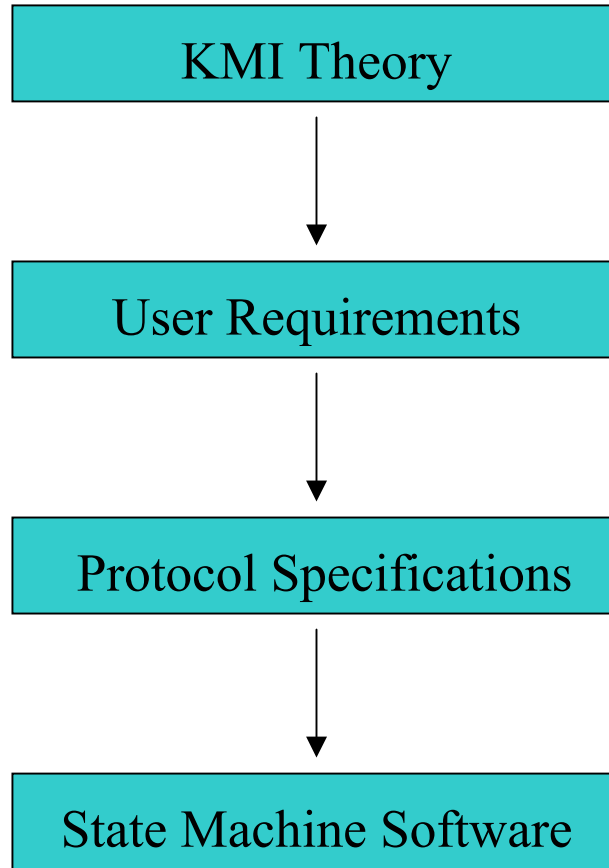 KMI Theory
User Requirements
Protocol Specifications
State Machine Software